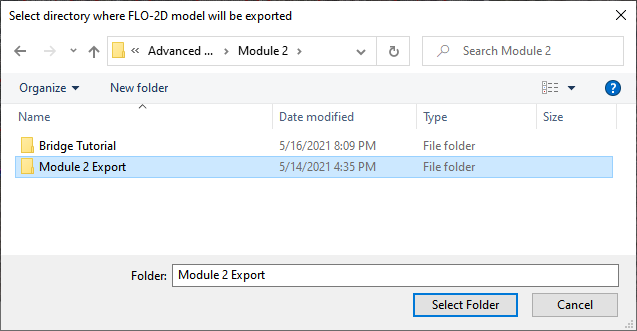 Select directory where FLO-2D model will be exported
« Advanced ... > Module 2 >
Search Module 2
Organize New folder
Name Date modified Type Size
Bridge Tutorial 5/16/2021 8:09 PM File folder
Module 2 Export 5/14/2021 4:35 PM File folder
Folder: Module 2 Export
Select Folder Cancel